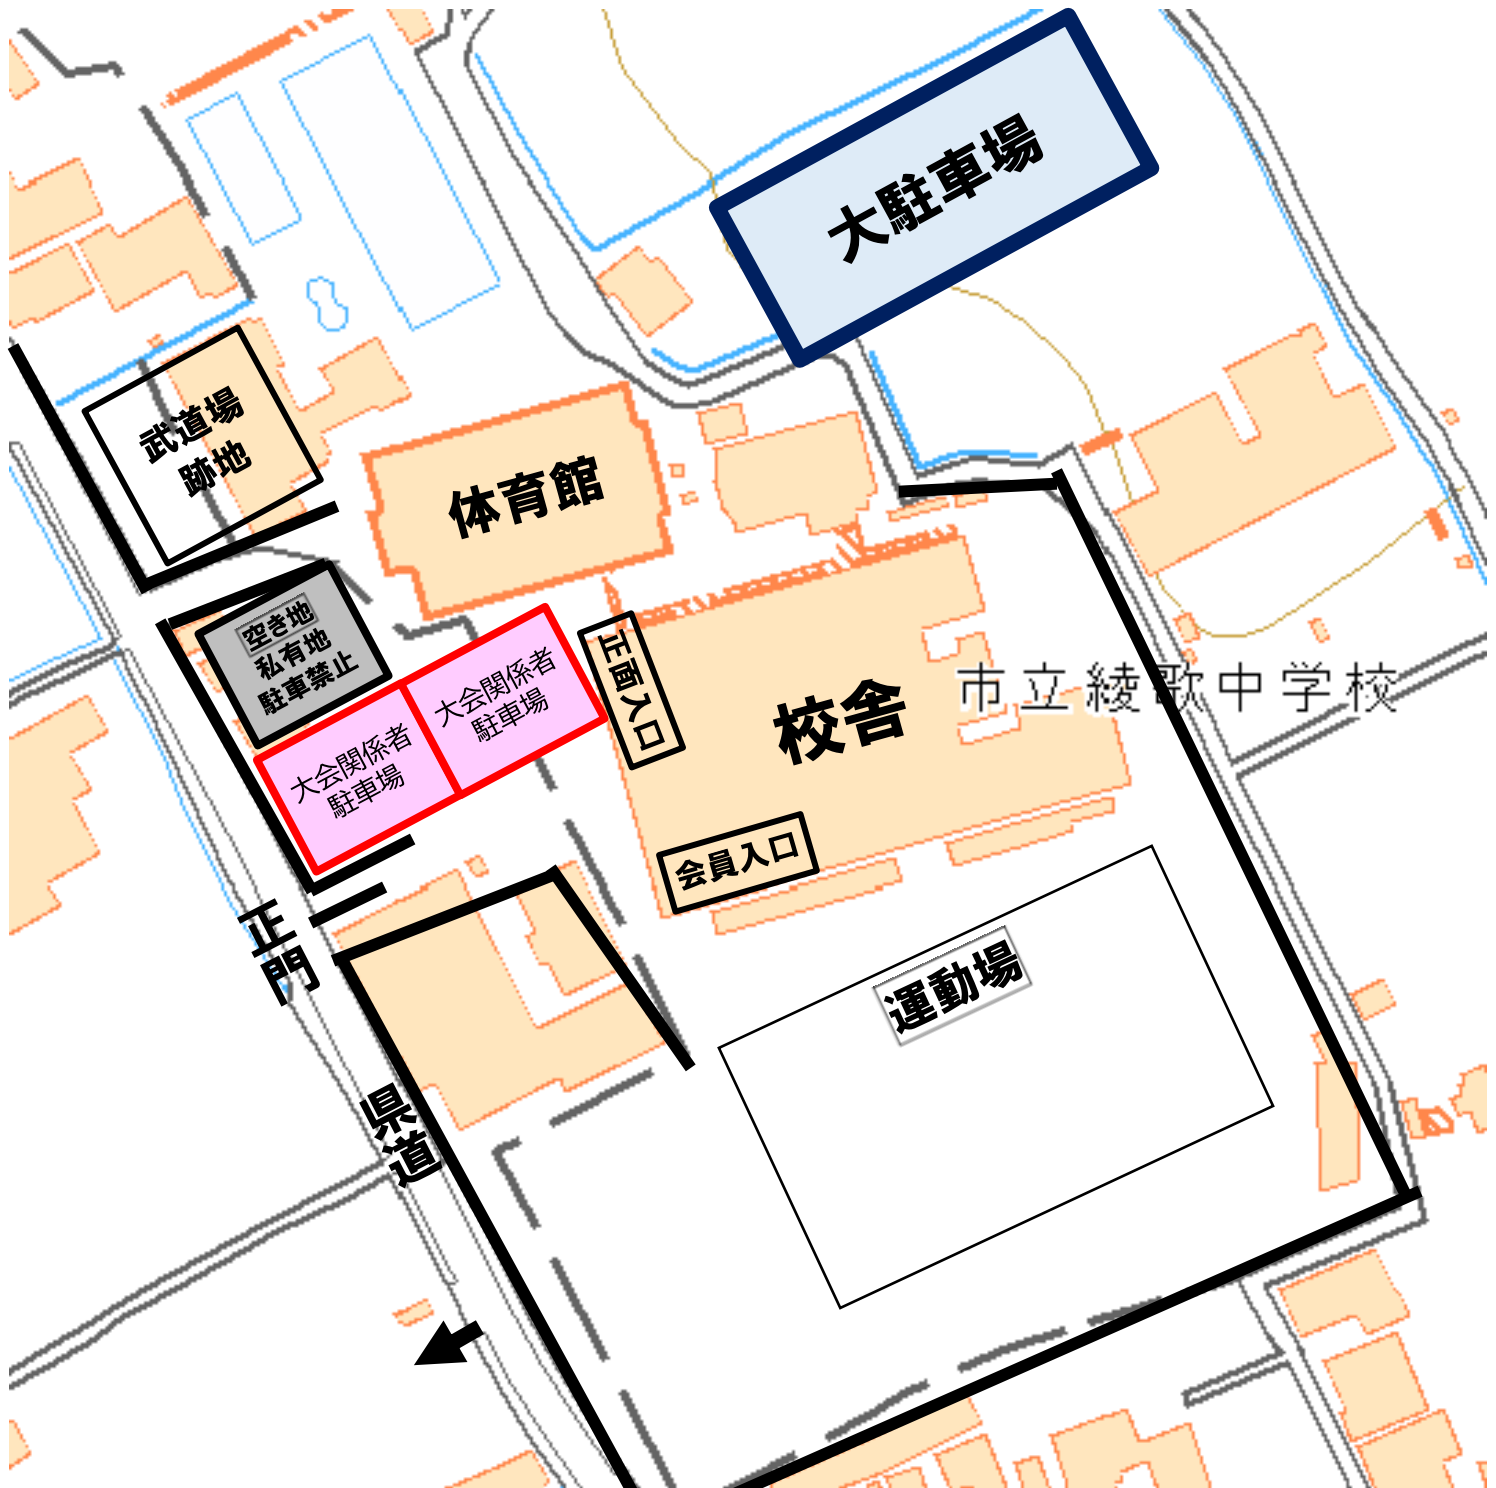 大駐車場
武道場
跡地
体育館
空き地
私有地
駐車禁止
大会関係者
駐車場
大会関係者
駐車場
正面入口
校舎
市立綾歌中学校
会員入口
正門
運動場
県道